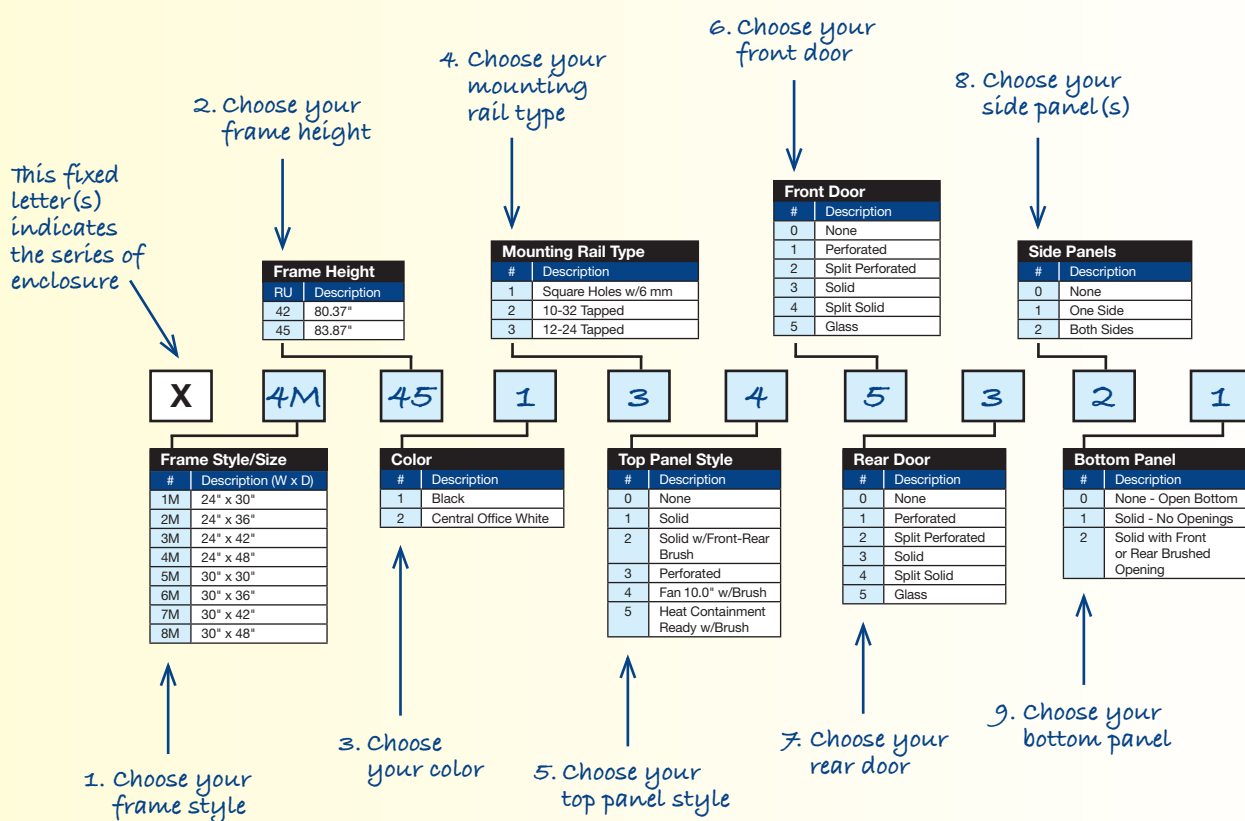 6. Choose your
front door
4. Choose your
mounting
rail type
8. Choose your
side panel(s)
2. Choose your
frame height
This fixed
letter(s)
indicates
the series of
enclosure
Frame Height
RU Description
42 80.37"
45 83.87"
Mounting Rail Type
# Description
1 Square Holes w/6 mm
2 10-32 Tapped
3 12-24 Tapped
Front Door
# Description
0 None
1 Perforated
2 Split Perforated
3 Solid
4 Split Solid
5 Glass
Side Panels
# Description
0 None
1 One Side
2 Both Sides
X 4M 45 1 3 4 5 3 2 1
Frame Style/Size
# Description (W x D)
1M 24" x 30"
2M 24" x 36"
3M 24" x 42"
4M 24" x 48"
5M 30" x 30"
6M 30" x 36"
7M 30" x 42"
8M 30" x 48"
Color
# Description
1 Black
2 Central Office White
Top Panel Style
# Description
0 None
1 Solid
2 Solid w/Front-Rear
Brush
3 Perforated
4 Fan 10.0" w/Brush
5 Heat Containment
Ready w/Brush
Rear Door
# Description
0 None
1 Perforated
2 Split Perforated
3 Solid
4 Split Solid
5 Glass
Bottom Panel
# Description
0 None - Open Bottom
1 Solid - No Openings
2 Solid with Front
or Rear Brushed
Opening
1. Choose your
frame style
3. Choose
your color
5. Choose your
top panel style
7. Choose your
rear door
9. Choose your
bottom panel